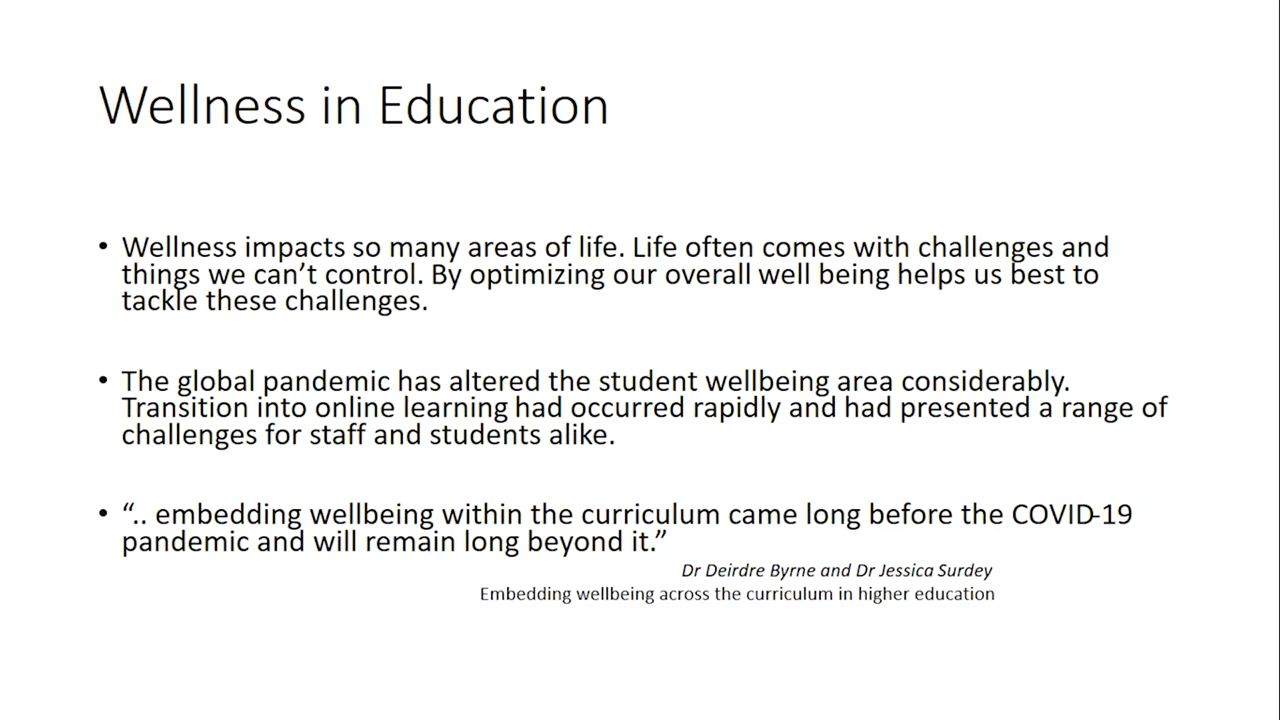 Wellness in Education
• Wellness impacts so many areas of life. Life often comes with challenges and
things we can’t control. By optimizing our overall well being helps us best to
tackle these challenges.
• The global pandemic has altered the student wellbeing area considerably.
Transition into online learning had occurred rapidly and had presented a range of
challenges for staff and students alike.
• “.. embedding wellbeing within the curriculum came long before the COVID-19
pandemic and will remain long beyond it.”
Dr Deirdre Byrne and Dr Jessica Surdey
Embedding wellbeing across the curriculum in higher education